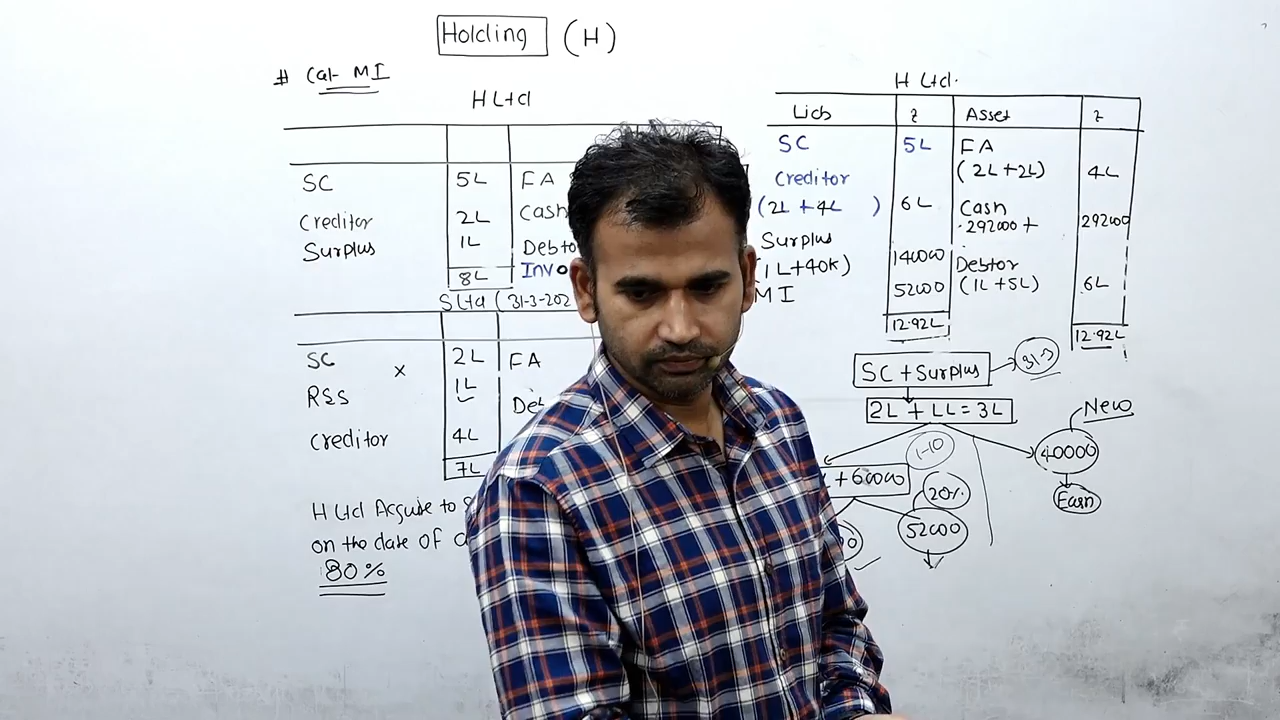 Holding (H)
# Cal- MI
H Ltd
SC 5L FA
Creditor 2L Cash
Surplus 1L Debto
8L Invo
SLtd (31-3-202
SC x 2L FA
R&S 1L
Creditor 4L
7L
H Ltd Acquire to
on the date of
80%
H Ltd.
Liab ₹ Asset ₹
SC 5L FA
(2L+2L) 4L
Creditor
(2L + 4L ) 6L Cash
292000 + 292000
Surplus
(1L+40K) 140000 Debtor
(1L + 5L) 6L
MI 52000
12.92L 12.92L
SC + Surplus 31-3
2L + 1L = 3L New
1-10 40000
+ 60000 20% Earn
52000